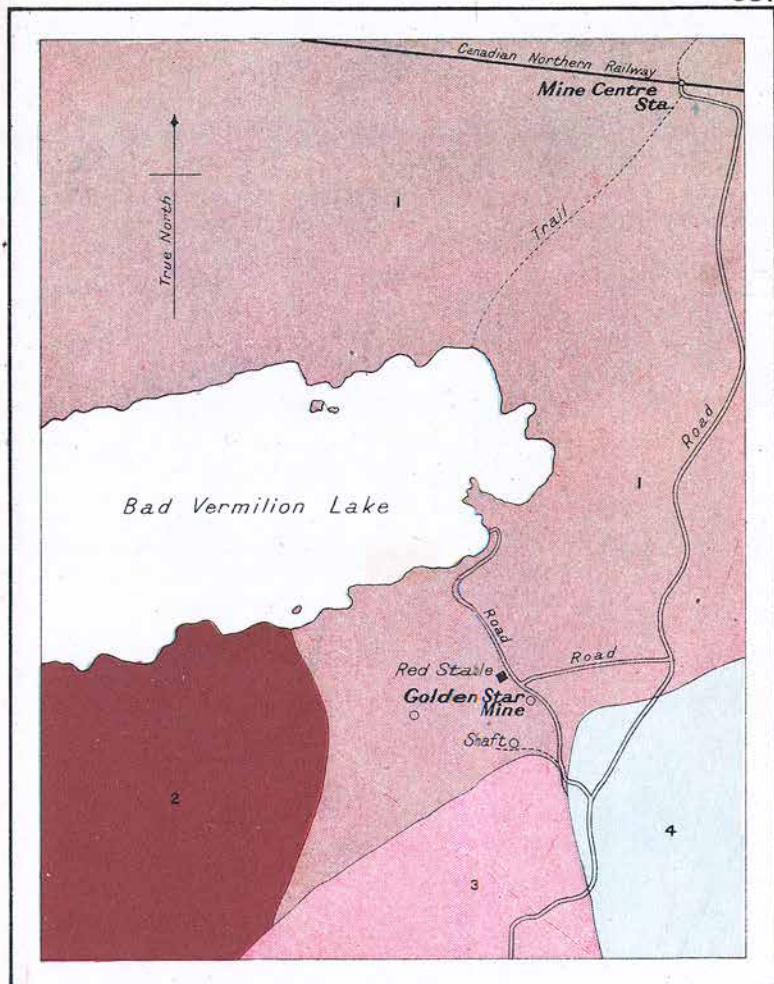 Canadian Northern Railway
Mine Centre
Sta.
True North
1
Trail
Road
1
Bad Vermilion Lake
Road
Road
Red Stable
Golden Star
Mine
Shaft
2
3
4